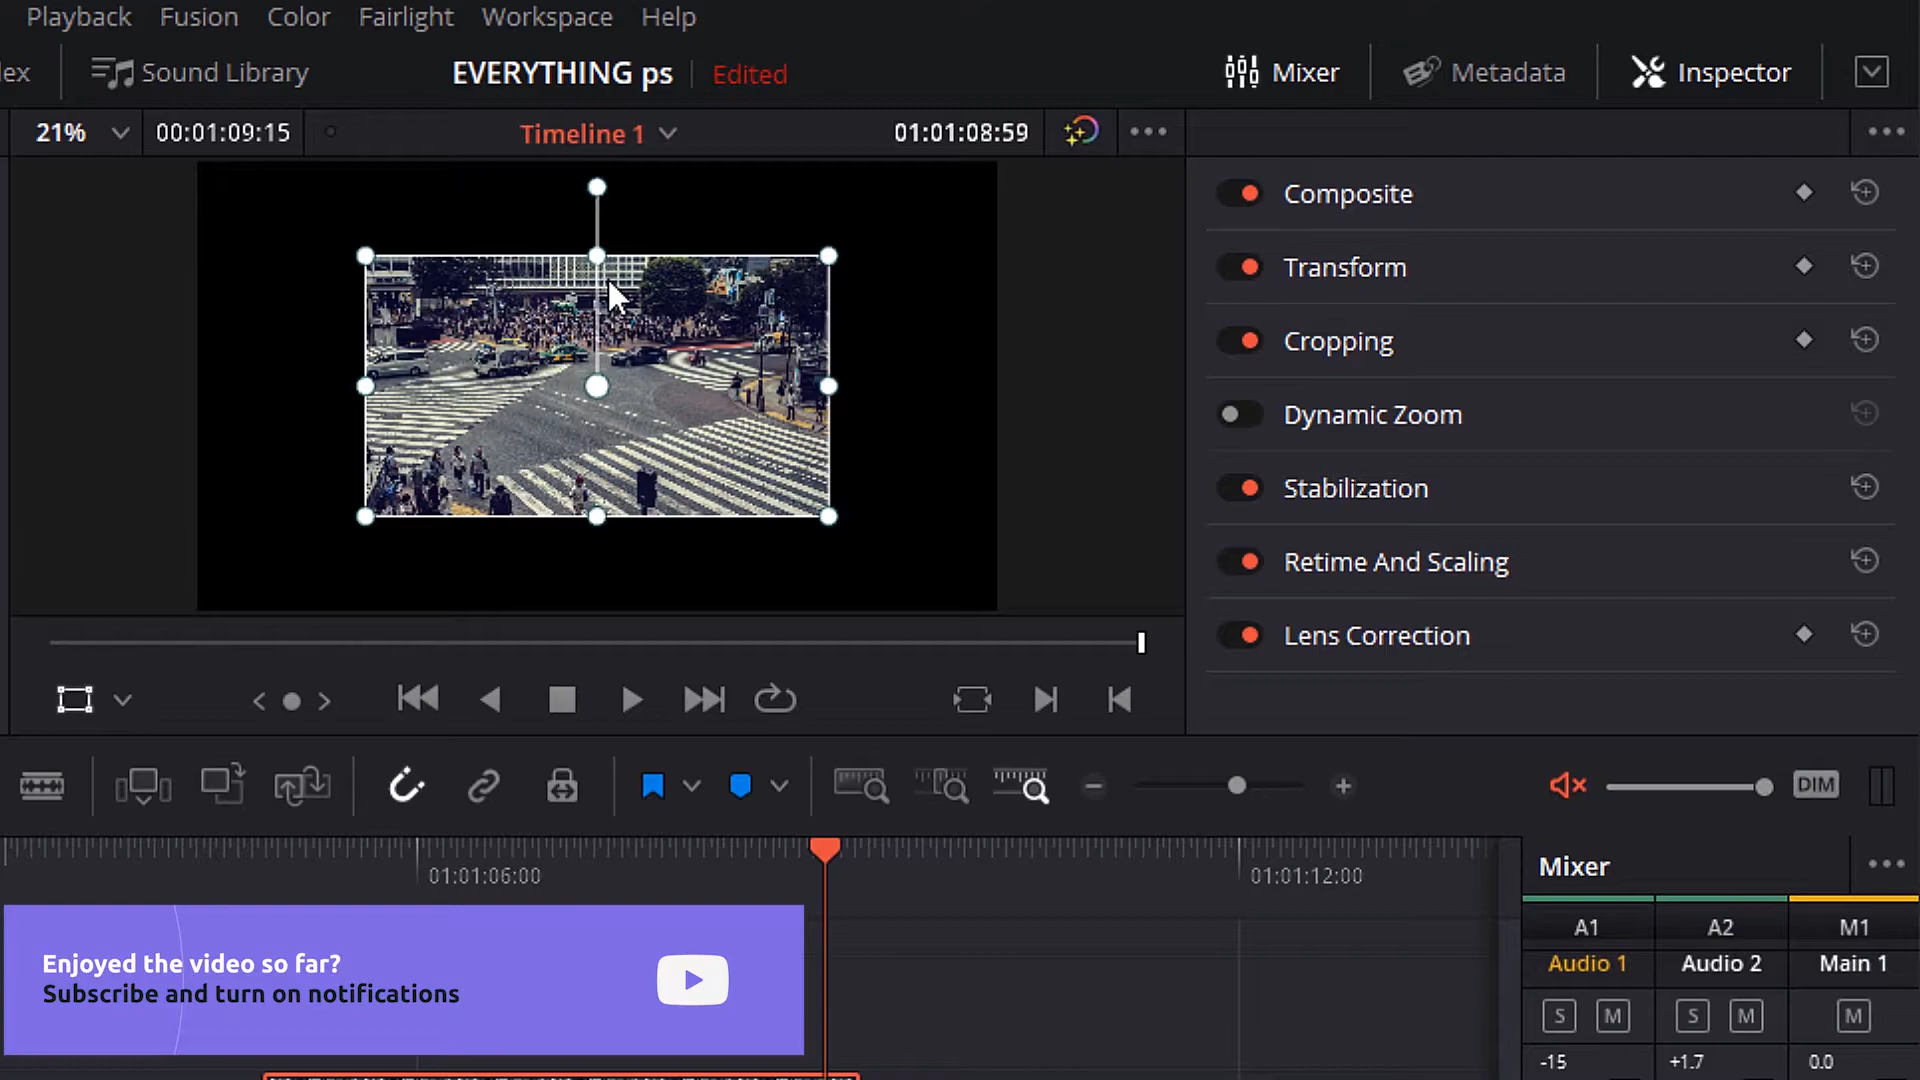 Playback Fusion Color Fairlight Workspace Help
lex Sound Library EVERYTHING ps Edited Mixer Metadata Inspector
21% 00:01:09:15 Timeline 1 01:01:08:59
Composite
Transform
Cropping
Dynamic Zoom
Stabilization
Retime And Scaling
Lens Correction
DIM
01:01:06:00 01:01:12:00
Mixer
A1 A2 M1
Audio 1 Audio 2 Main 1
S M S M M
-15 +1.7 0.0
Enjoyed the video so far?
Subscribe and turn on notifications